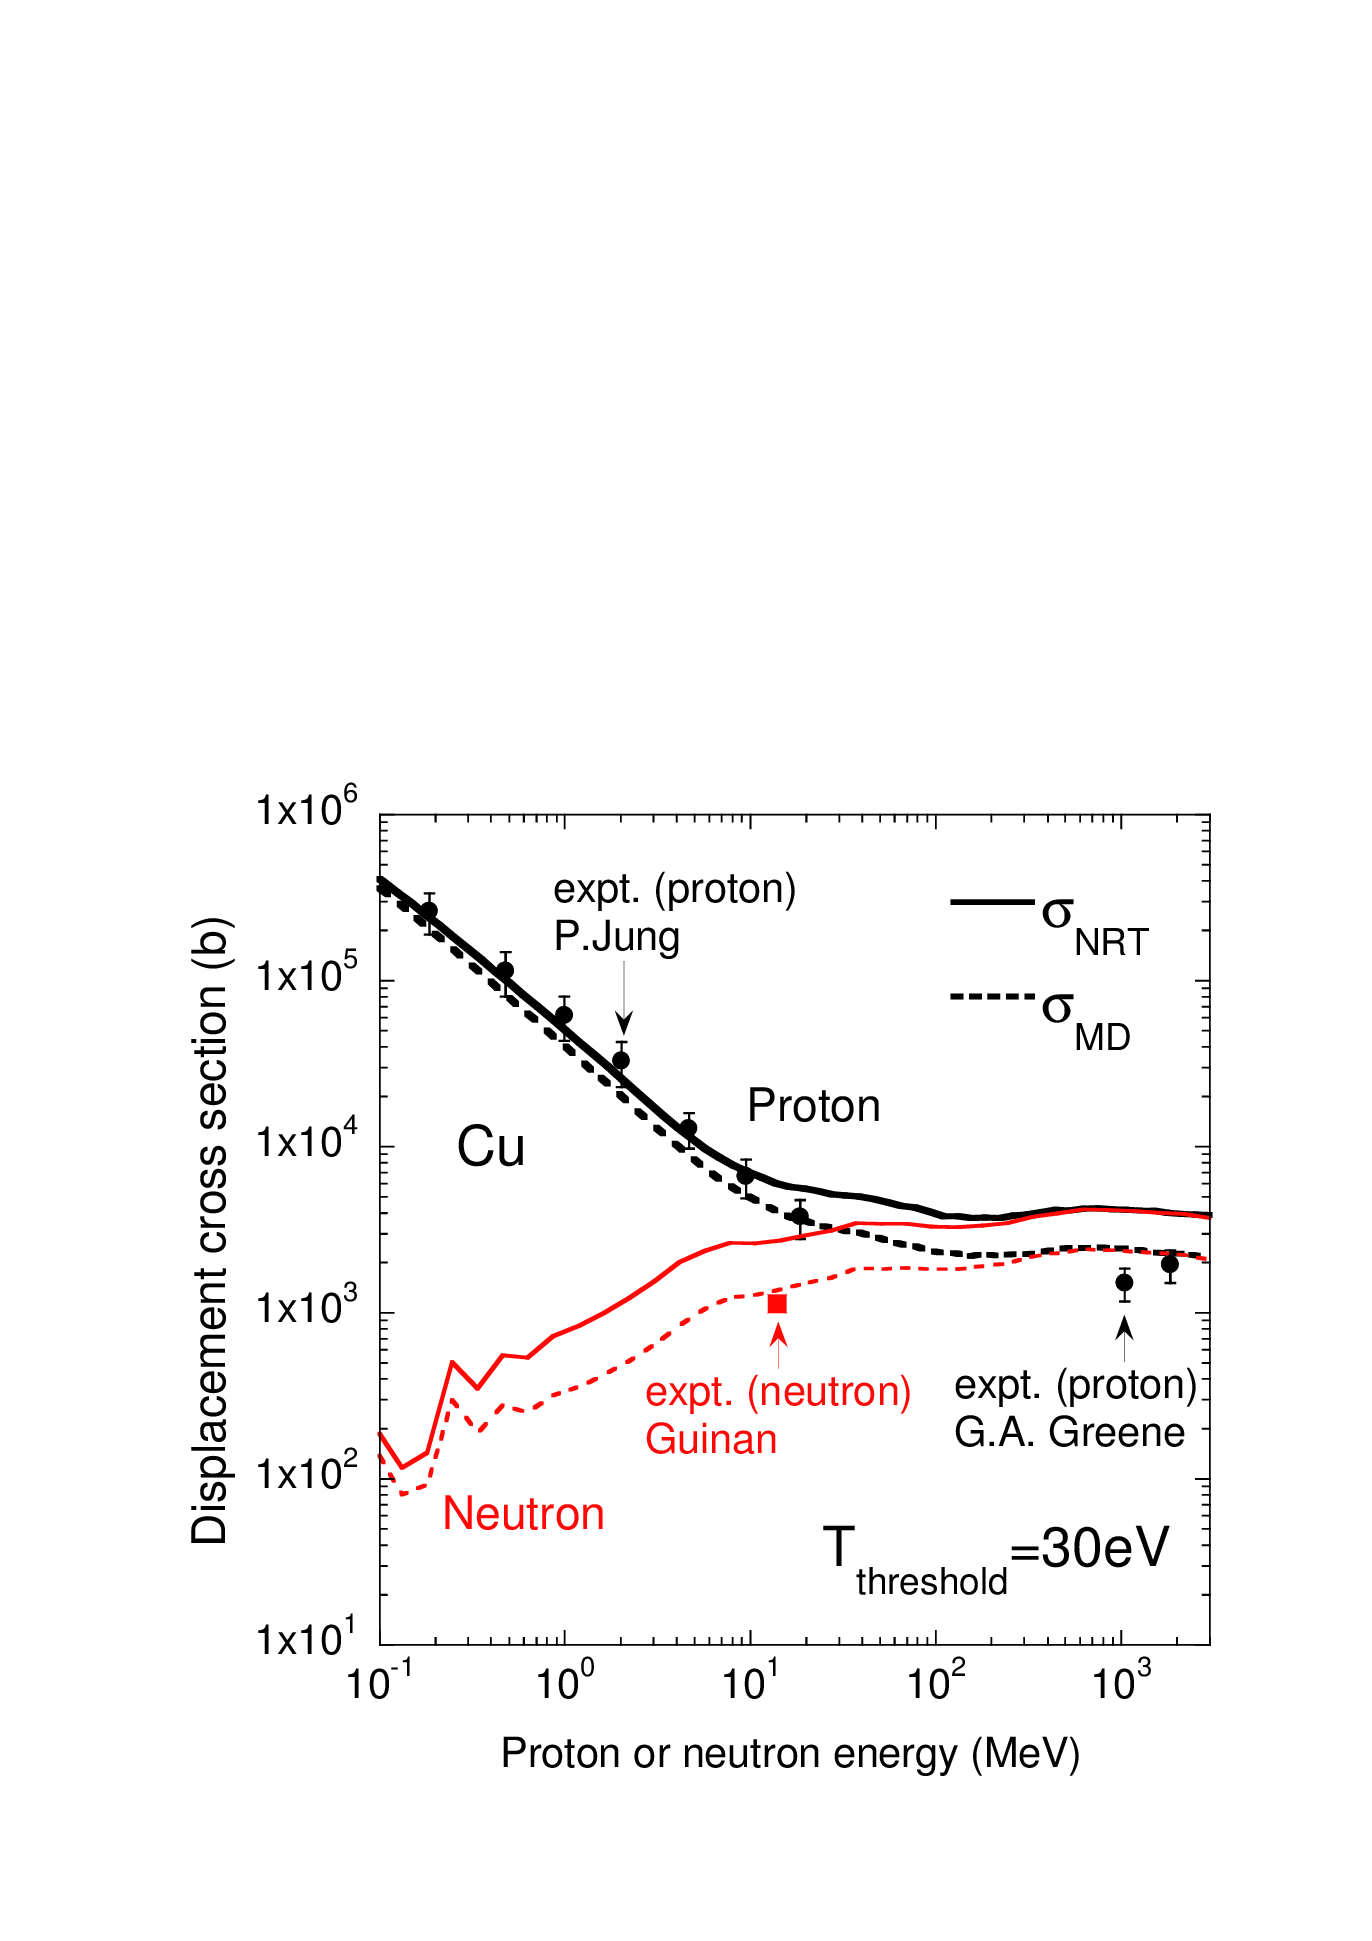 1x10^6
1x10^5
1x10^4
1x10^3
1x10^2
1x10^1
Displacement cross section (b)
expt. (proton)
P.Jung
σNRT
σMD
Proton
Cu
expt. (neutron)
Guinan
expt. (proton)
G.A. Greene
Neutron
Tthreshold=30eV
10^-1 10^0 10^1 10^2 10^3
Proton or neutron energy (MeV)